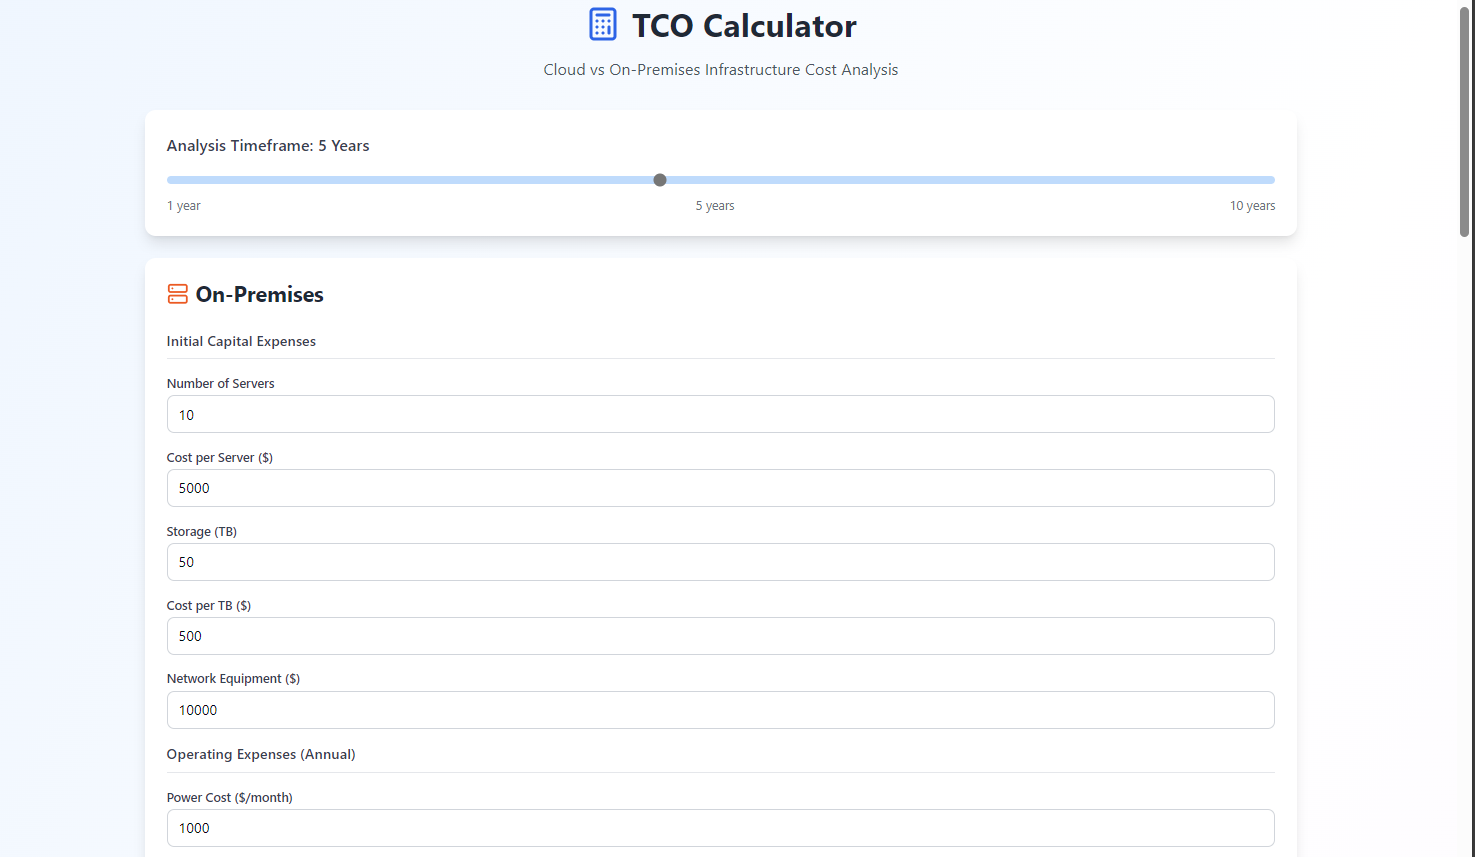 TCO Calculator
Cloud vs On-Premises Infrastructure Cost Analysis
Analysis Timeframe: 5 Years
1 year 5 years 10 years
On-Premises
Initial Capital Expenses
Number of Servers
10
Cost per Server ($)
5000
Storage (TB)
50
Cost per TB ($)
500
Network Equipment ($)
10000
Operating Expenses (Annual)
Power Cost ($/month)
1000